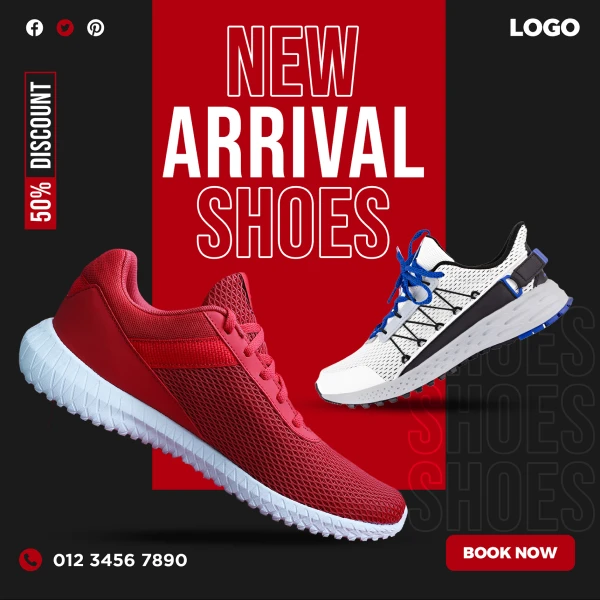 LOGO
NEW
ARRIVAL
SHOES
50% DISCOUNT
SHOES
SHOES
SHOES
012 3456 7890
BOOK NOW